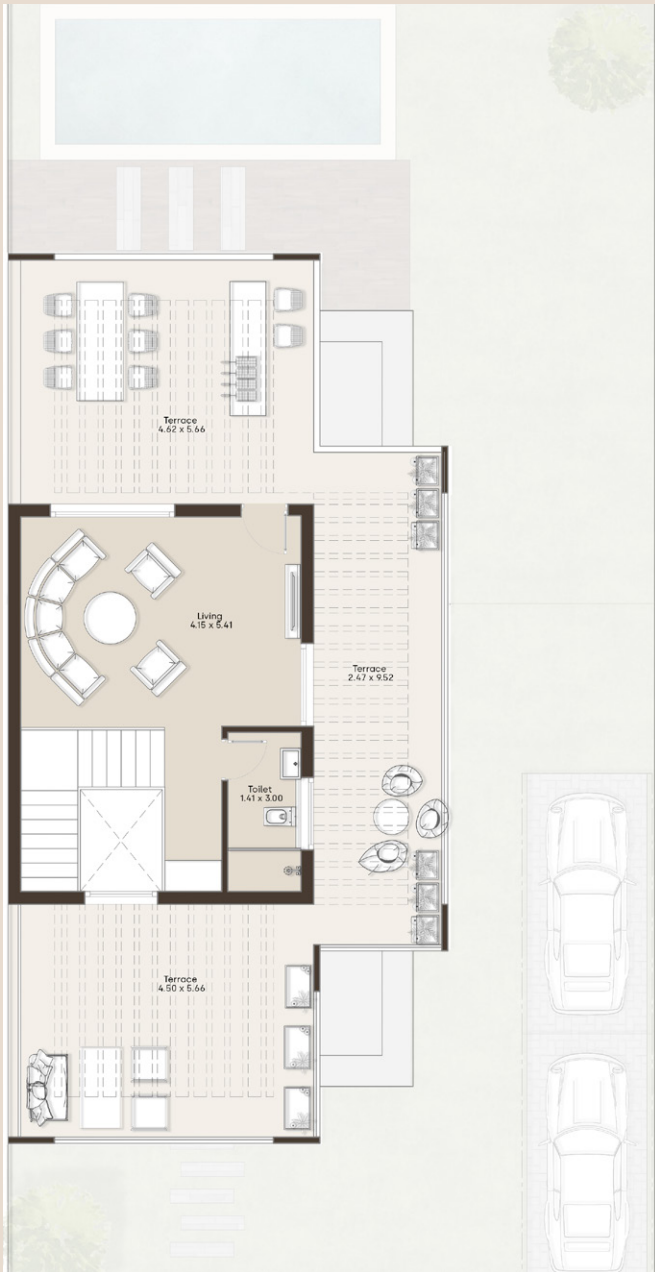 Terrace
4.62 x 5.66
Living
4.15 x 5.41
Terrace
2.47 x 9.52
Toilet
1.41 x 3.00
Terrace
4.50 x 5.66